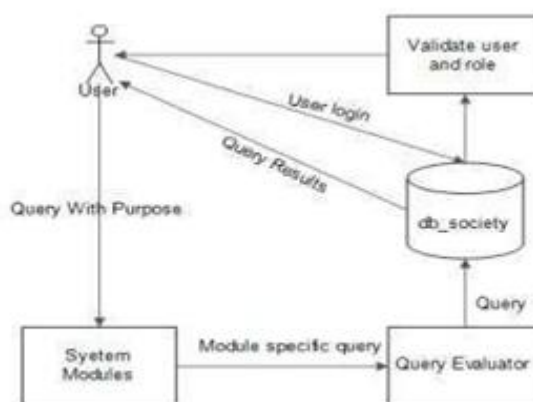 Validate user
and role
User
User login
Query Results
Query With Purpose
db_society
Query
Module specific query
Syetem
Modules
Query Evaluator